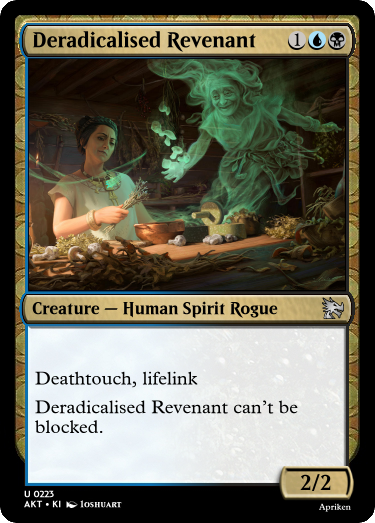 Deradicalised Revenant 1
Creature — Human Spirit Rogue
Deathtouch, lifelink
Deradicalised Revenant can't be
blocked.
2/2
U 0223
AKT • KI Ioshuart
Apriken